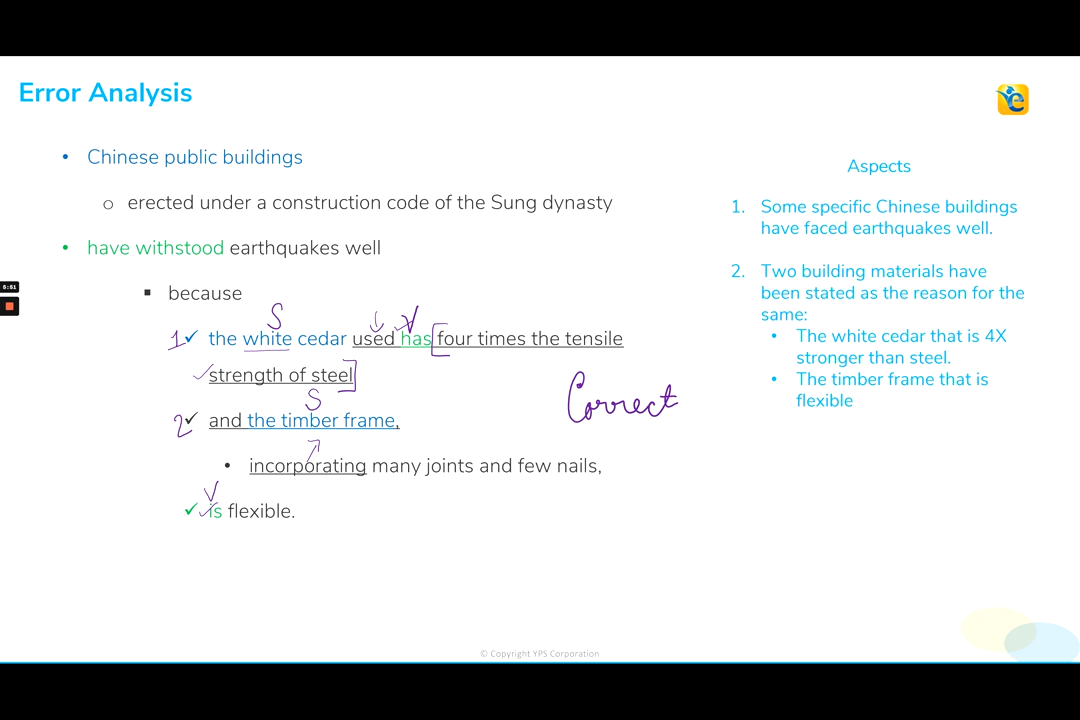 Error Analysis
• Chinese public buildings
o erected under a construction code of the Sung dynasty
• have withstood earthquakes well
▪ because
S
V
1 ✓ the white cedar used has [four times the tensile
✓strength of steel]
S
2 ✓ and the timber frame,
• incorporating many joints and few nails,
V
✓ is flexible.
Correct
Aspects
1. Some specific Chinese buildings
have faced earthquakes well.
2. Two building materials have
been stated as the reason for the
same:
• The white cedar that is 4X
stronger than steel.
• The timber frame that is
flexible
e
5:51
© Copyright YPS Corporation